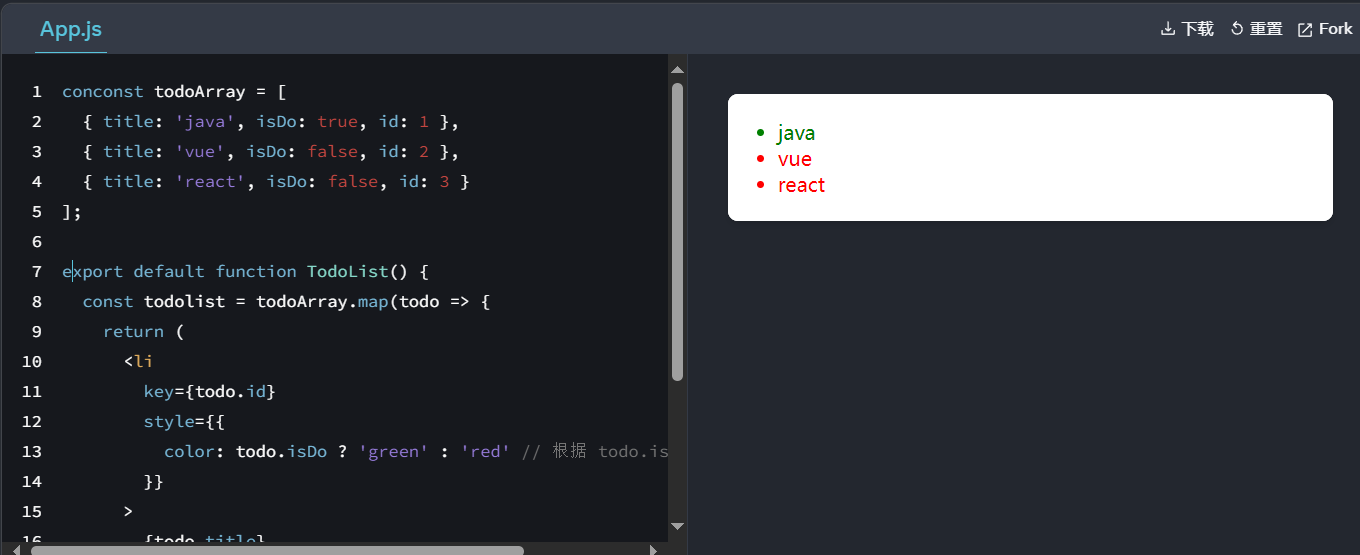 App.js
下载 重置 Fork
1 conconst todoArray = [
2 { title: 'java', isDo: true, id: 1 },
3 { title: 'vue', isDo: false, id: 2 },
4 { title: 'react', isDo: false, id: 3 }
5 ];
6
7 export default function TodoList() {
8 const todolist = todoArray.map(todo => {
9 return (
10 <li
11 key={todo.id}
12 style={{
13 color: todo.isDo ? 'green' : 'red' // 根据 todo.is
14 }}
15 >
16 {todo.title}
• java
• vue
• react